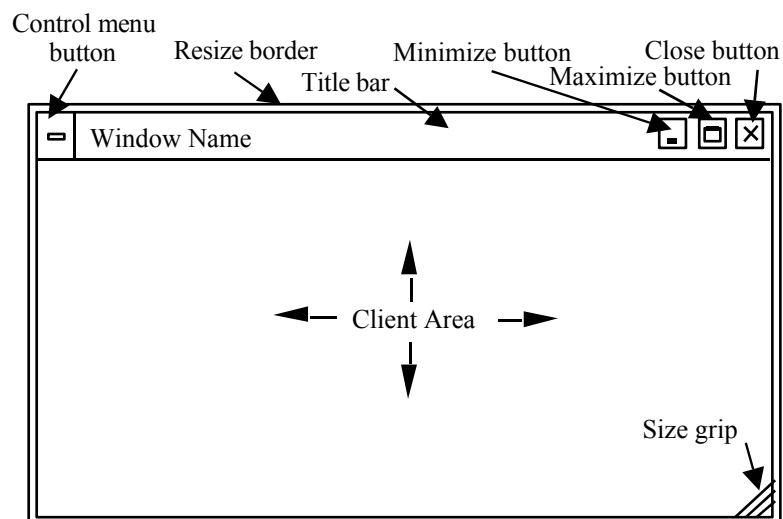 Control menu
button
Resize border
Title bar
Minimize button
Maximize button
Close button
Window Name
Client Area
Size grip